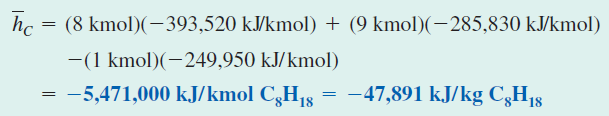 h̅C = (8 kmol)(−393,520 kJ/kmol) + (9 kmol)(−285,830 kJ/kmol)
−(1 kmol)(−249,950 kJ/kmol)
= −5,471,000 kJ/kmol C₈H₁₈ = −47,891 kJ/kg C₈H₁₈